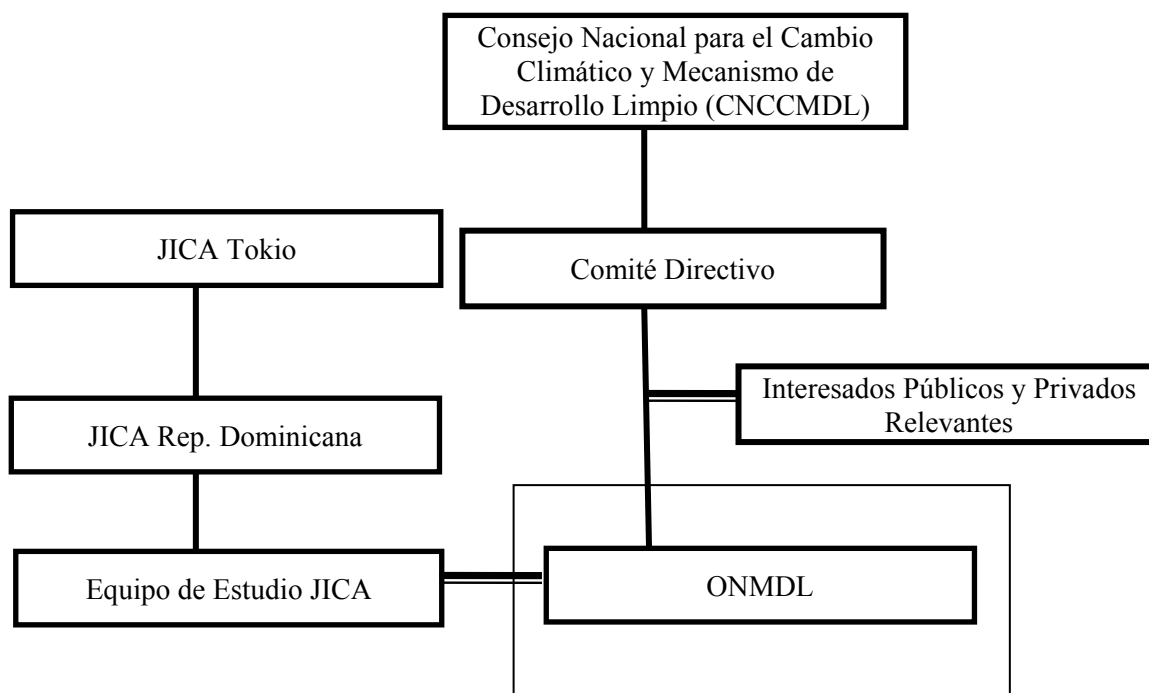 Consejo Nacional para el Cambio
Climático y Mecanismo de
Desarrollo Limpio (CNCCMDL)
JICA Tokio
Comité Directivo
Interesados Públicos y Privados
Relevantes
JICA Rep. Dominicana
Equipo de Estudio JICA
ONMDL